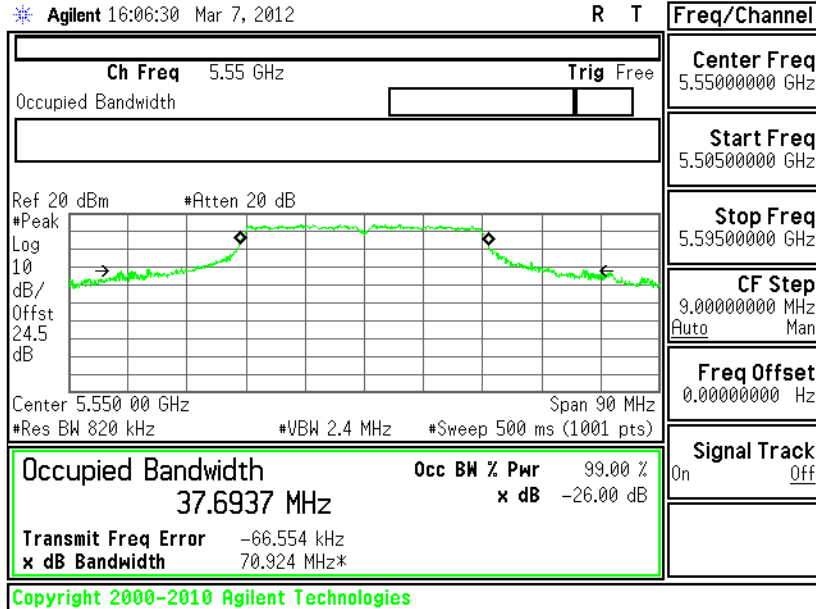 Agilent 16:06:30 Mar 7, 2012 R T
Freq/Channel
Ch Freq 5.55 GHz Trig Free
Occupied Bandwidth
Center Freq
5.55000000 GHz
Start Freq
5.50500000 GHz
Stop Freq
5.59500000 GHz
CF Step
9.00000000 MHz
Auto Man
Freq Offset
0.00000000 Hz
Signal Track
On Off
Ref 20 dBm #Atten 20 dB
#Peak
Log
10
dB/
Offst
24.5
dB
Center 5.550 00 GHz Span 90 MHz
#Res BW 820 kHz #VBW 2.4 MHz #Sweep 500 ms (1001 pts)
Occupied Bandwidth
37.6937 MHz
Occ BW % Pwr 99.00 %
x dB -26.00 dB
Transmit Freq Error -66.554 kHz
x dB Bandwidth 70.924 MHz*
Copyright 2000-2010 Agilent Technologies